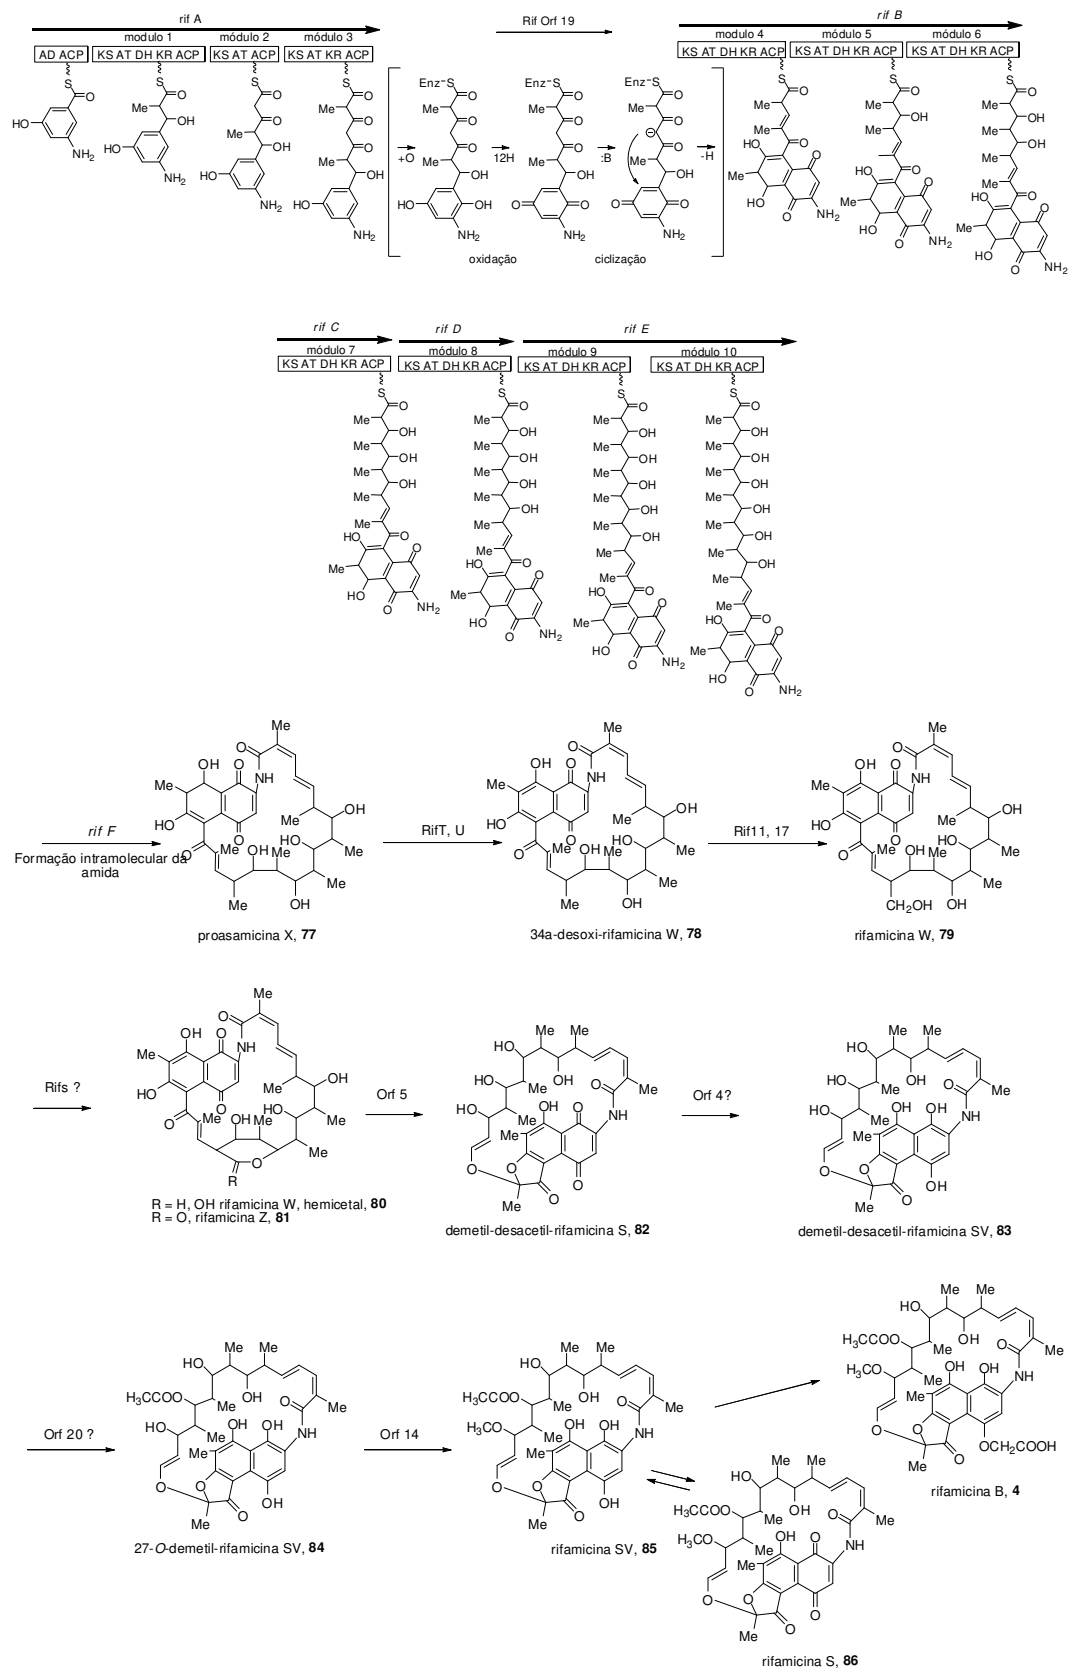 rif A
Rif Orf 19
rif B
modulo 1
módulo 2
módulo 3
modulo 4
módulo 5
módulo 6
AD ACP
KS AT DH KR ACP
KS AT ACP
KS AT KR ACP
KS AT DH KR ACP
KS AT DH KR ACP
KS AT DH KR ACP
+O
12H
:B
-H
oxidação
ciclização
rif C
rif D
rif E
módulo 7
módulo 8
módulo 9
módulo 10
KS AT DH KR ACP
KS AT DH KR ACP
KS AT DH KR ACP
KS AT DH KR ACP
rif F
Formação intramolecular da
amida
RifT, U
Rif11, 17
proasamicina X, 77
34a-desoxi-rifamicina W, 78
rifamicina W, 79
Rifs ?
Orf 5
Orf 4?
R = H, OH rifamicina W, hemicetal, 80
R = O, rifamicina Z, 81
demetil-desacetil-rifamicina S, 82
demetil-desacetil-rifamicina SV, 83
Orf 20 ?
Orf 14
27-O-demetil-rifamicina SV, 84
rifamicina SV, 85
rifamicina B, 4
rifamicina S, 86